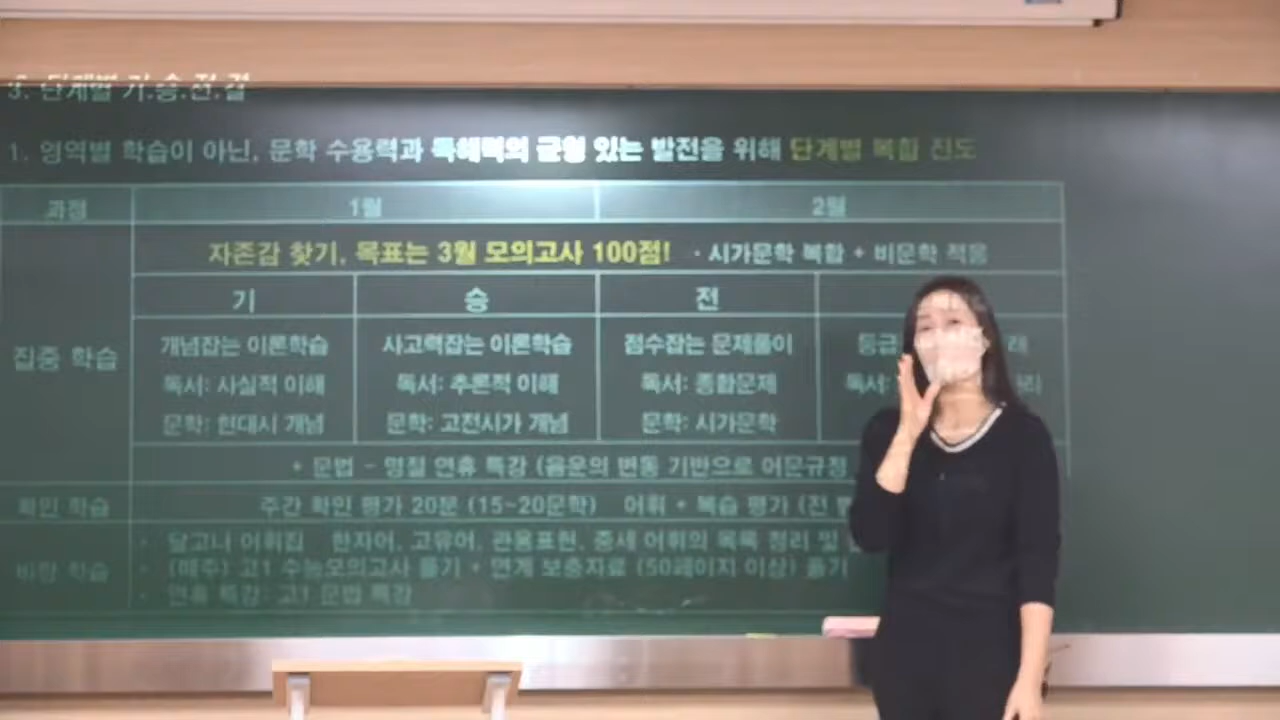 3. 단계별 기.승.전.결
1. 영역별 학습이 아닌, 문학 수용력과 독해력의 균형 있는 발전을 위해 단계별 복합 진도
과정 1월 2월
자존감 찾기, 목표는 3월 모의고사 100점! · 시가문학 복합 + 비문학 적용
기 승 전
집중 학습
개념잡는 이론학습 사고력잡는 이론학습 점수잡는 문제풀이 등급
독서: 사실적 이해 독서: 추론적 이해 독서: 종합문제 독서:
문학: 현대시 개념 문학: 고전시가 개념 문학: 시가문학
+ 문법 - 명절 연휴 특강 (음운의 변동 기반으로 어문규정
확인 학습 주간 확인 평가 20분 (15~20문학) 어휘 + 복습 평가 (전 범
바탕 학습
· 달고나 어휘집 한자어, 고유어, 관용표현, 중세 어휘의 목록 정리 및
· (매주) 고1 수능모의고사 풀기 + 연계 보충자료 (50페이지 이상) 풀기
· 연휴 특강: 고1 문법 특강